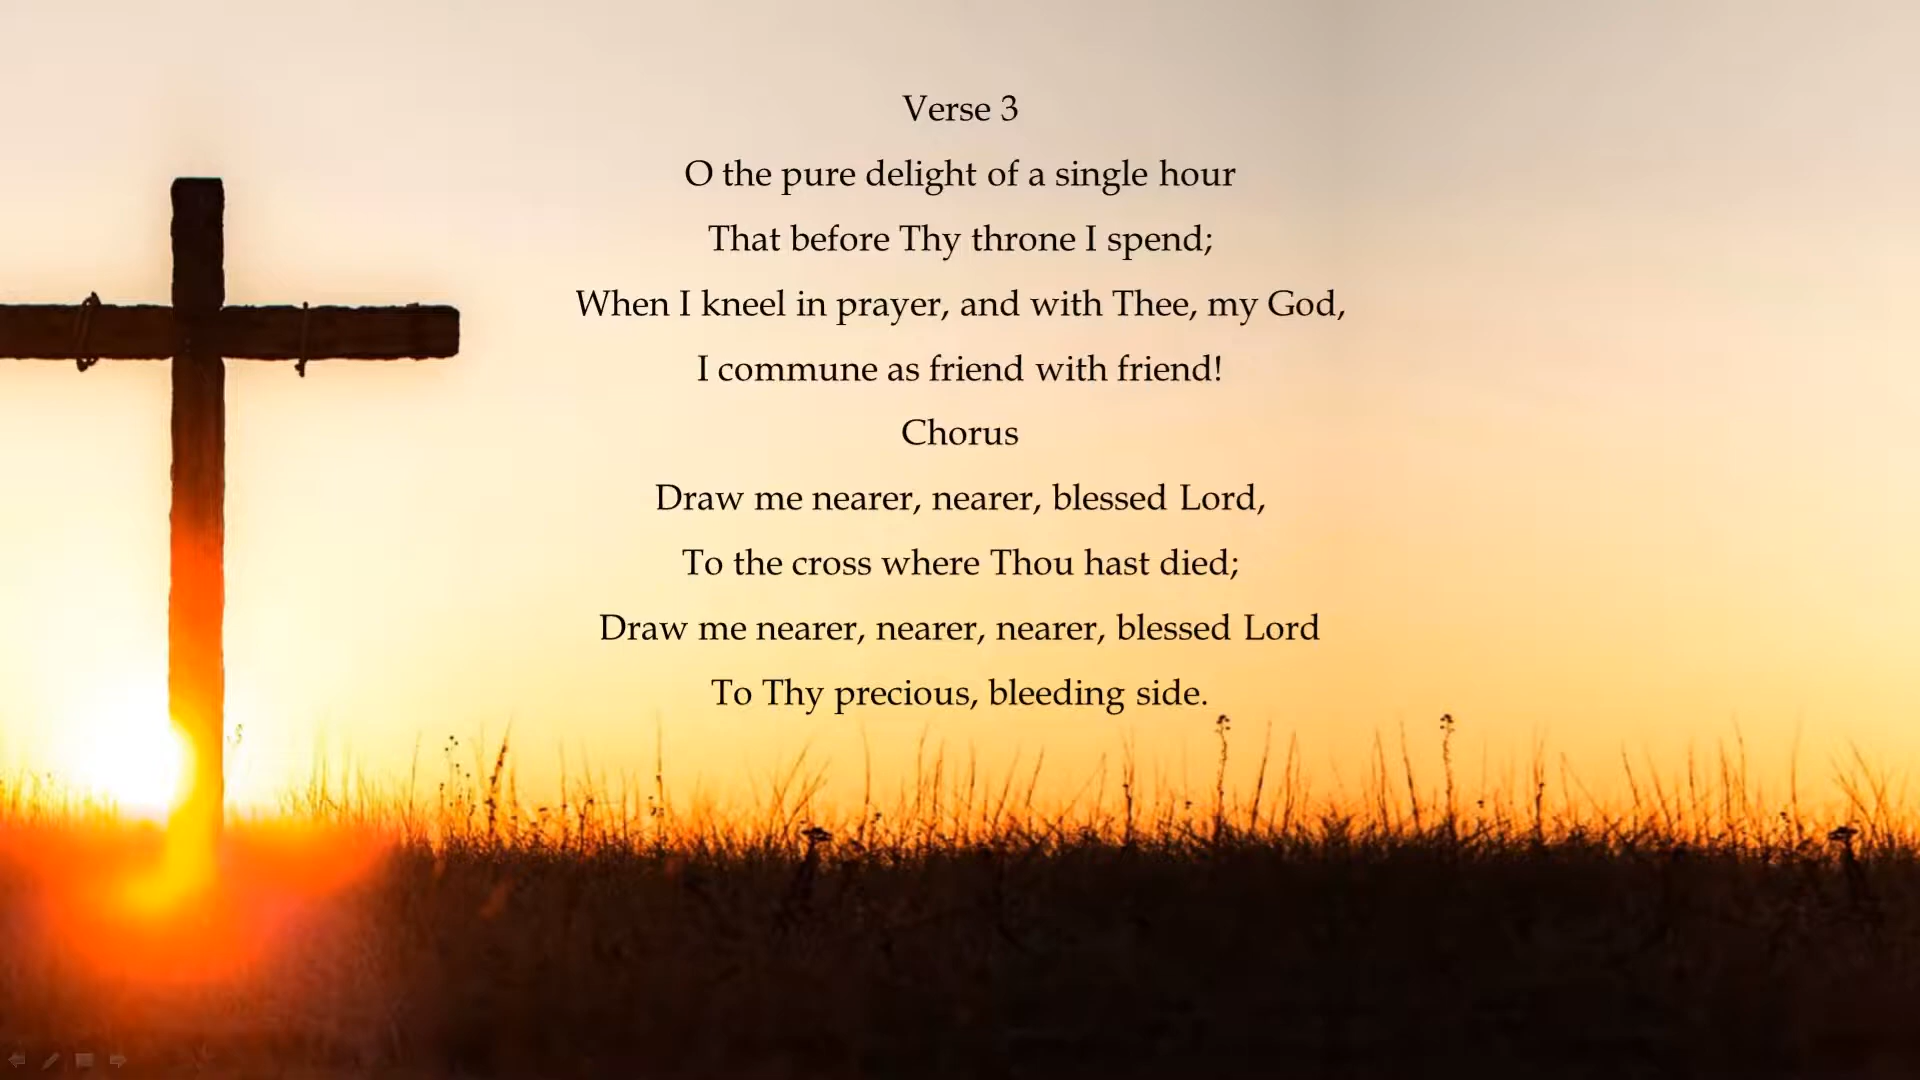 Verse 3
O the pure delight of a single hour
That before Thy throne I spend;
When I kneel in prayer, and with Thee, my God,
I commune as friend with friend!
Chorus
Draw me nearer, nearer, blessed Lord,
To the cross where Thou hast died;
Draw me nearer, nearer, nearer, blessed Lord
To Thy precious, bleeding side.